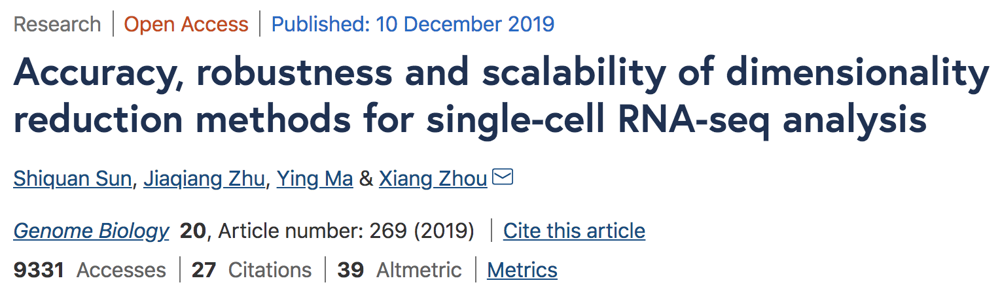 Research | Open Access | Published: 10 December 2019
Accuracy, robustness and scalability of dimensionality
reduction methods for single-cell RNA-seq analysis
Shiquan Sun, Jiaqiang Zhu, Ying Ma & Xiang Zhou
Genome Biology 20, Article number: 269 (2019) | Cite this article
9331 Accesses | 27 Citations | 39 Altmetric | Metrics